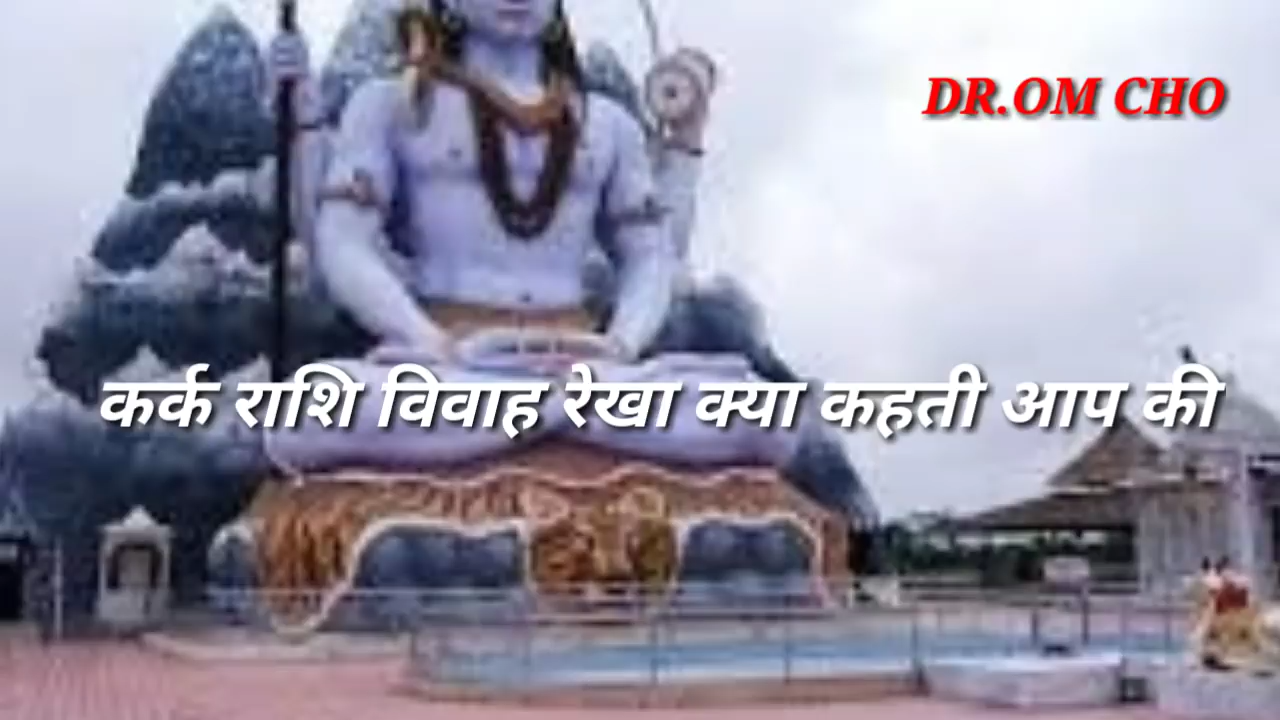 DR.OM CHO
कर्क राशि विवाह रेखा क्या कहती आप की